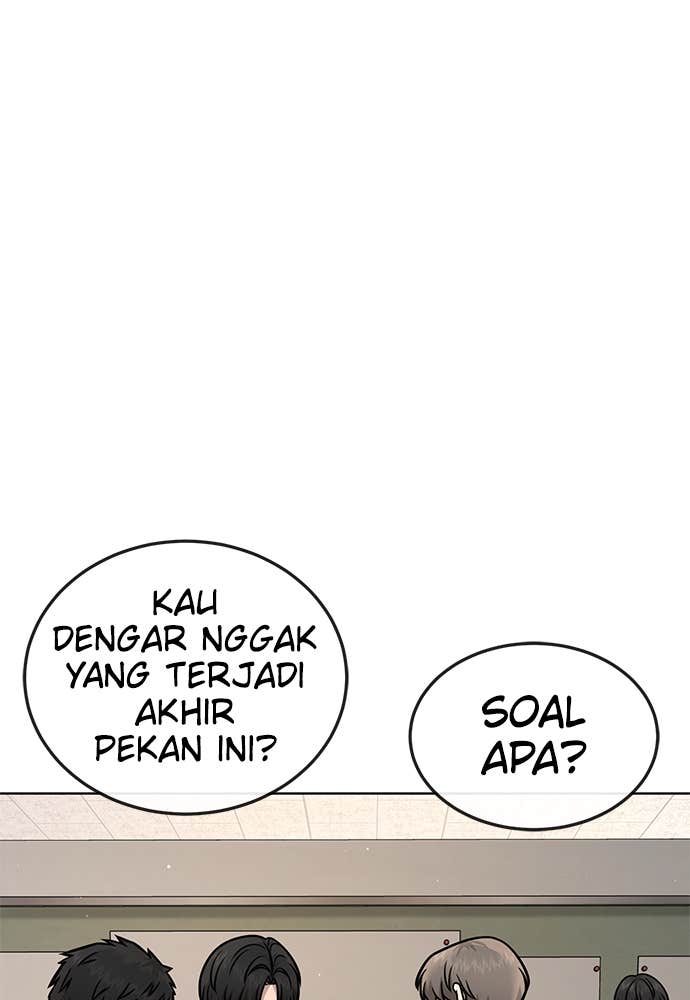 KAU
DENGAR NGGAK
YANG TERJADI
AKHIR
PEKAN INI?
SOAL
APA?